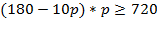 (180 − 10p) ∗ p ≥ 720